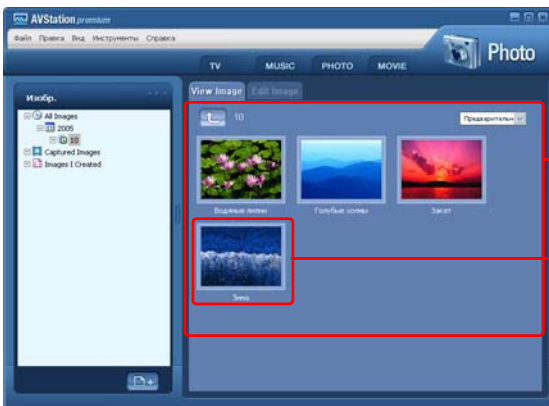 AVStation premium
Файл Правка Вид Инструменты Справка
TV MUSIC PHOTO MOVIE
Photo
Изобр.
View Image Edit Image
All Images
2005
10
Captured Images
Images I Created
10
Предварительн
Водяные лилии
Голубые холмы
Закат
Зима